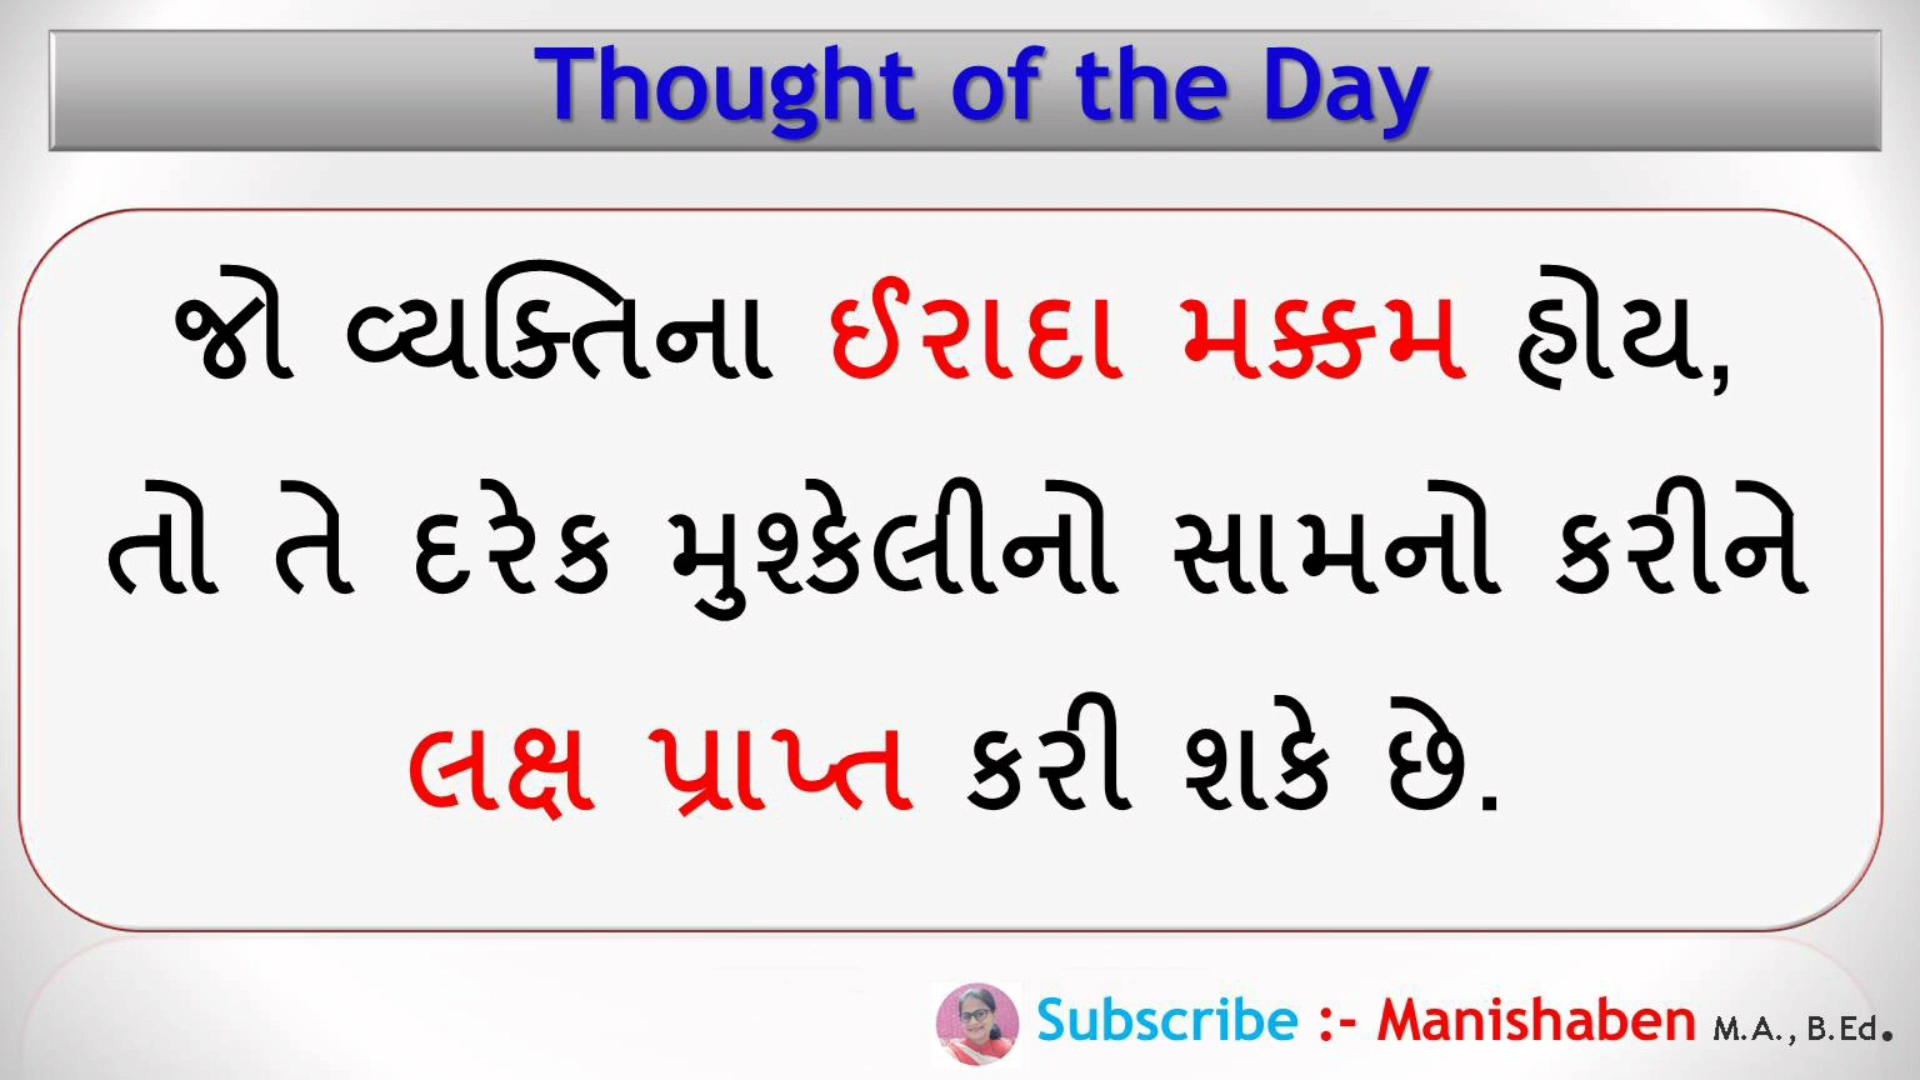 Thought of the Day
જો વ્યક્તિના ઈરાદા મક્કમ હોય,
તો તે દરેક મુશ્કેલીનો સામનો કરીને
લક્ષ પ્રાપ્ત કરી શકે છે.
Subscribe :- Manishaben M.A., B.Ed.